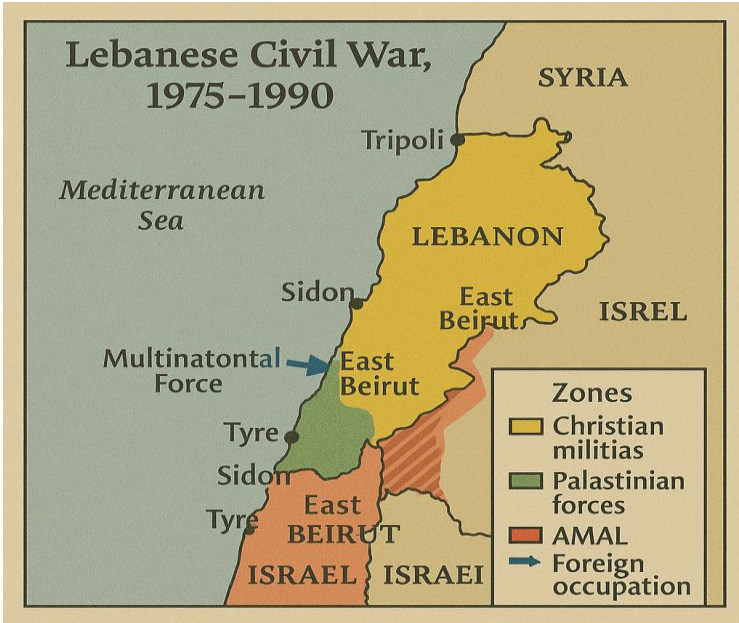 Lebanese Civil War,
1975–1990
SYRIA
Tripoli
Mediterranean
Sea
LEBANON
Sidon
East
Beirut
ISREL
Multinatontal
Force
East
Beirut
Tyre
Sidon
Tyre
East
BEIRUT
ISRAEL
ISRAEI
Zones
Christian
militias
Palastinian
forces
AMAL
Foreign
occupation